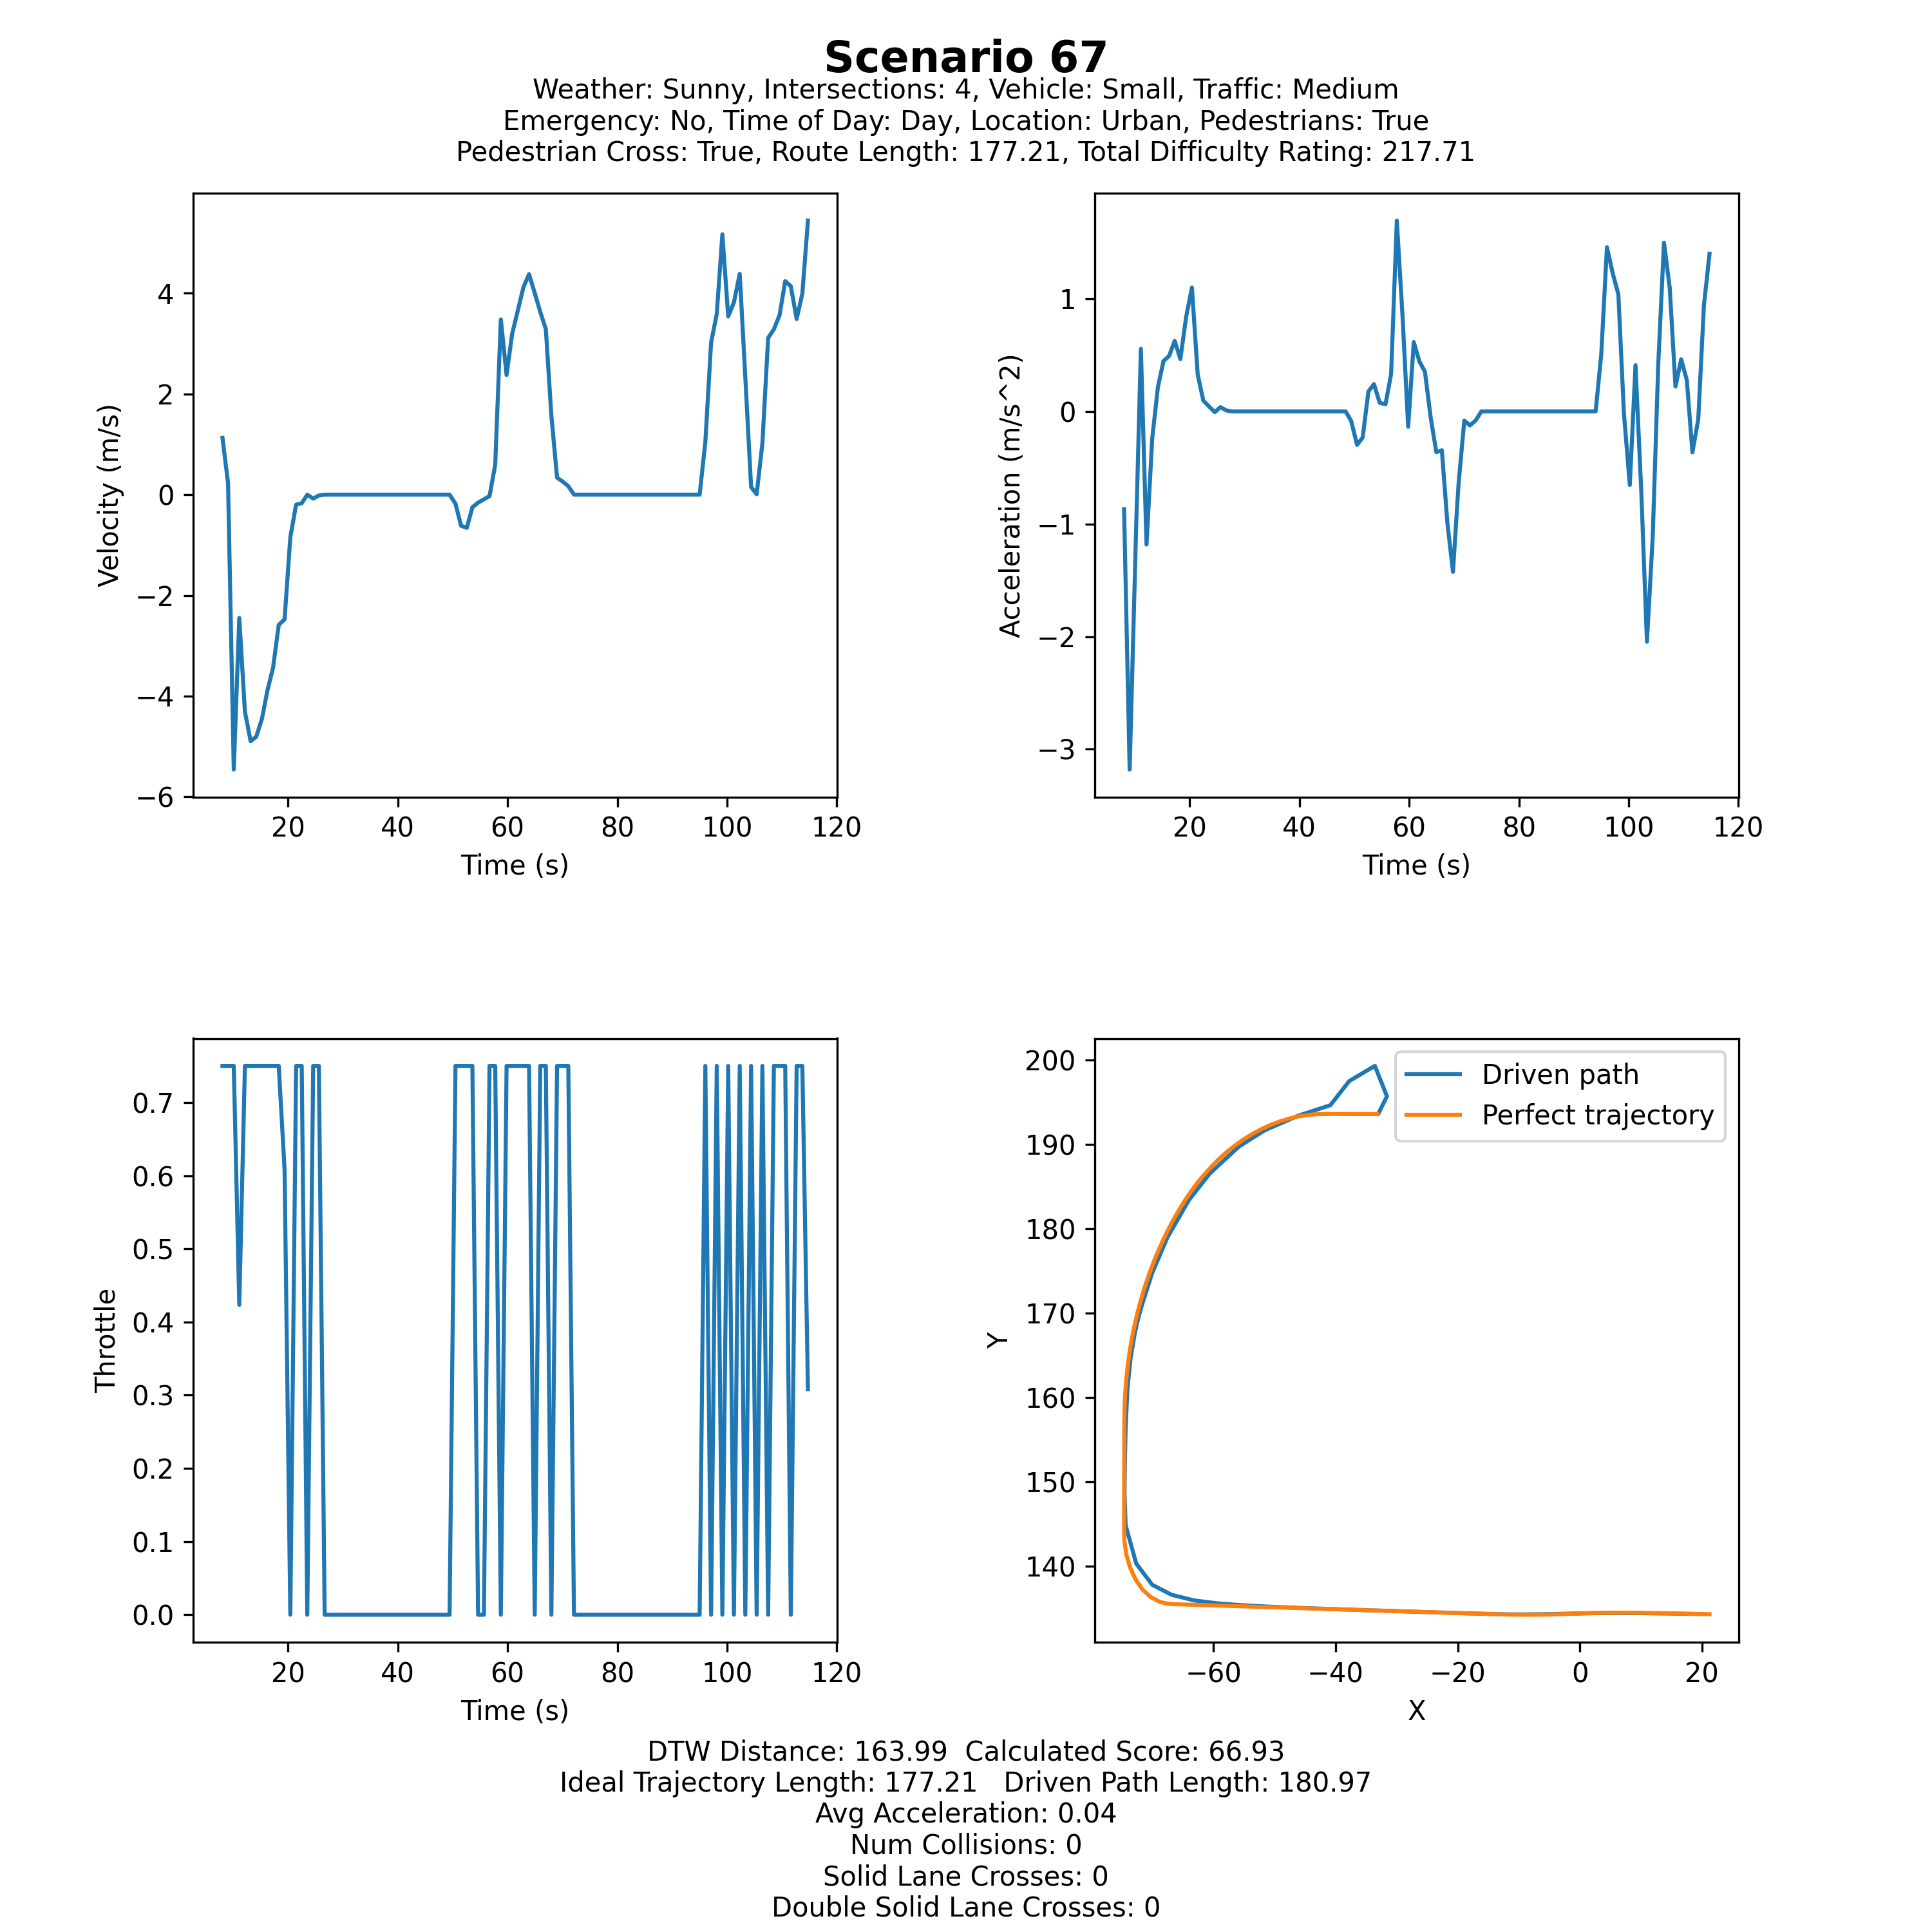 Scenario 67
Weather: Sunny, Intersections: 4, Vehicle: Small, Traffic: Medium
Emergency: No, Time of Day: Day, Location: Urban, Pedestrians: True
Pedestrian Cross: True, Route Length: 177.21, Total Difficulty Rating: 217.71
4
2
0
−2
−4
−6
Velocity (m/s)
20 40 60 80 100 120
Time (s)
1
0
−1
−2
−3
Acceleration (m/s^2)
20 40 60 80 100 120
Time (s)
0.7
0.6
0.5
0.4
0.3
0.2
0.1
0.0
Throttle
20 40 60 80 100 120
Time (s)
200
190
180
170
160
150
140
Y
Driven path
Perfect trajectory
−60 −40 −20 0 20
X
DTW Distance: 163.99 Calculated Score: 66.93
Ideal Trajectory Length: 177.21 Driven Path Length: 180.97
Avg Acceleration: 0.04
Num Collisions: 0
Solid Lane Crosses: 0
Double Solid Lane Crosses: 0